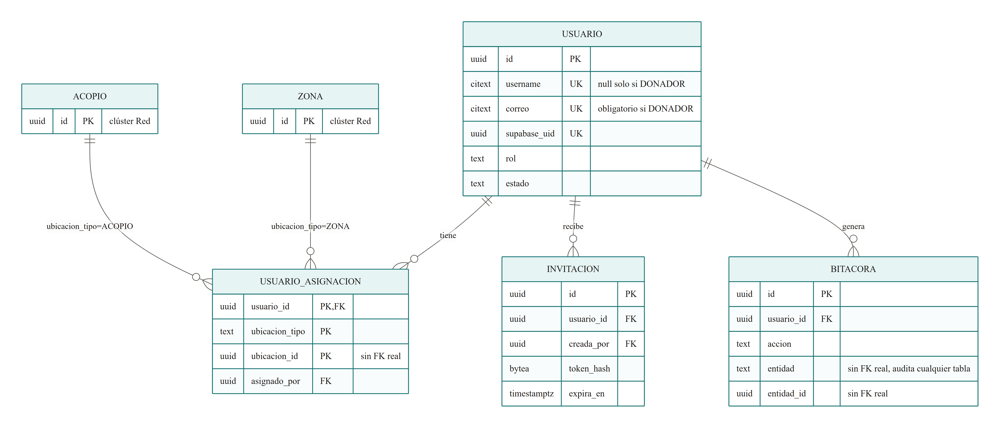 USUARIO
uuid id PK
citext username UK null solo si DONADOR
citext correo UK obligatorio si DONADOR
uuid supabase_uid UK
text rol
text estado
ACOPIO
uuid id PK clúster Red
ZONA
uuid id PK clúster Red
ubicacion_tipo=ACOPIO
ubicacion_tipo=ZONA
tiene
recibe
genera
USUARIO_ASIGNACION
uuid usuario_id PK,FK
text ubicacion_tipo PK
uuid ubicacion_id PK sin FK real
uuid asignado_por FK
INVITACION
uuid id PK
uuid usuario_id FK
uuid creada_por FK
bytea token_hash
timestamptz expira_en
BITACORA
uuid id PK
uuid usuario_id FK
text accion
text entidad sin FK real, audita cualquier tabla
uuid entidad_id sin FK real